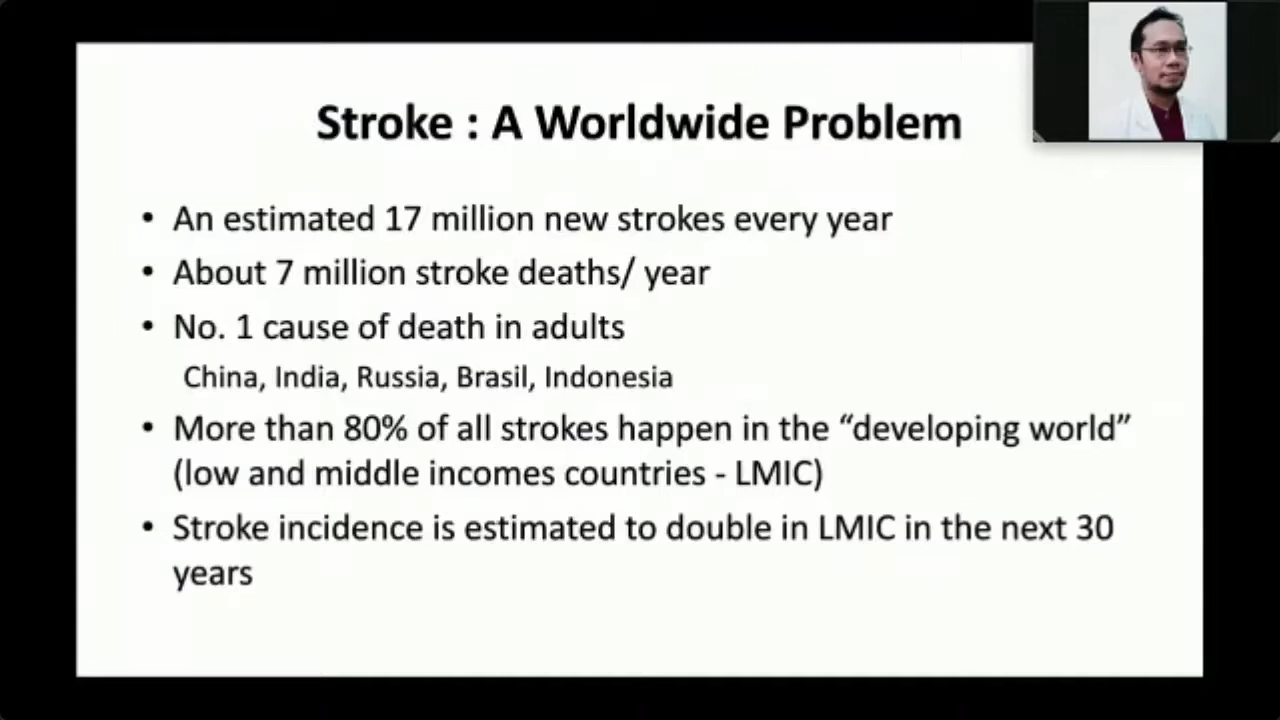 Stroke : A Worldwide Problem
• An estimated 17 million new strokes every year
• About 7 million stroke deaths/ year
• No. 1 cause of death in adults
China, India, Russia, Brasil, Indonesia
• More than 80% of all strokes happen in the “developing world”
(low and middle incomes countries - LMIC)
• Stroke incidence is estimated to double in LMIC in the next 30
years